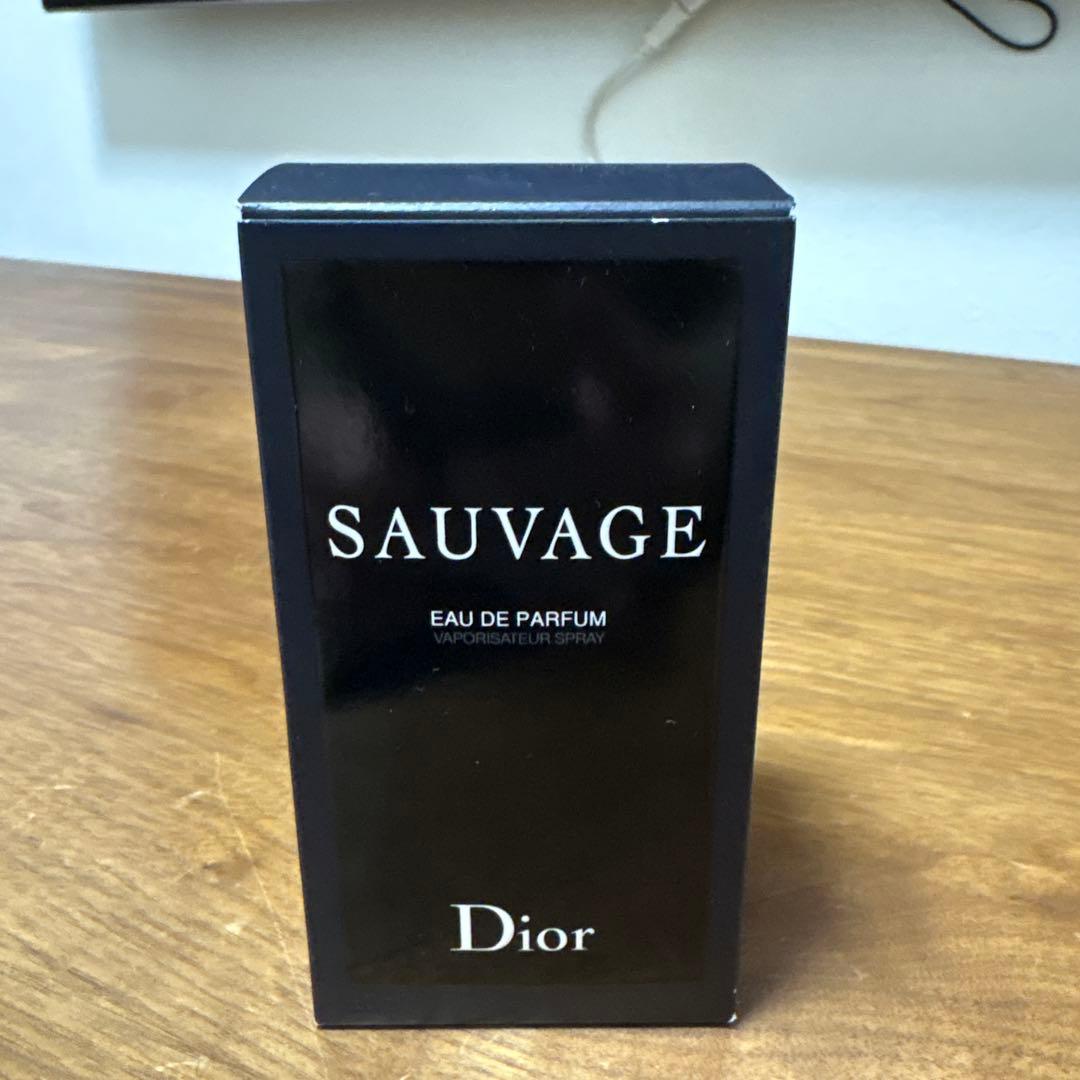 SAUVAGE
EAU DE PARFUM
VAPORISATEUR SPRAY
Dior